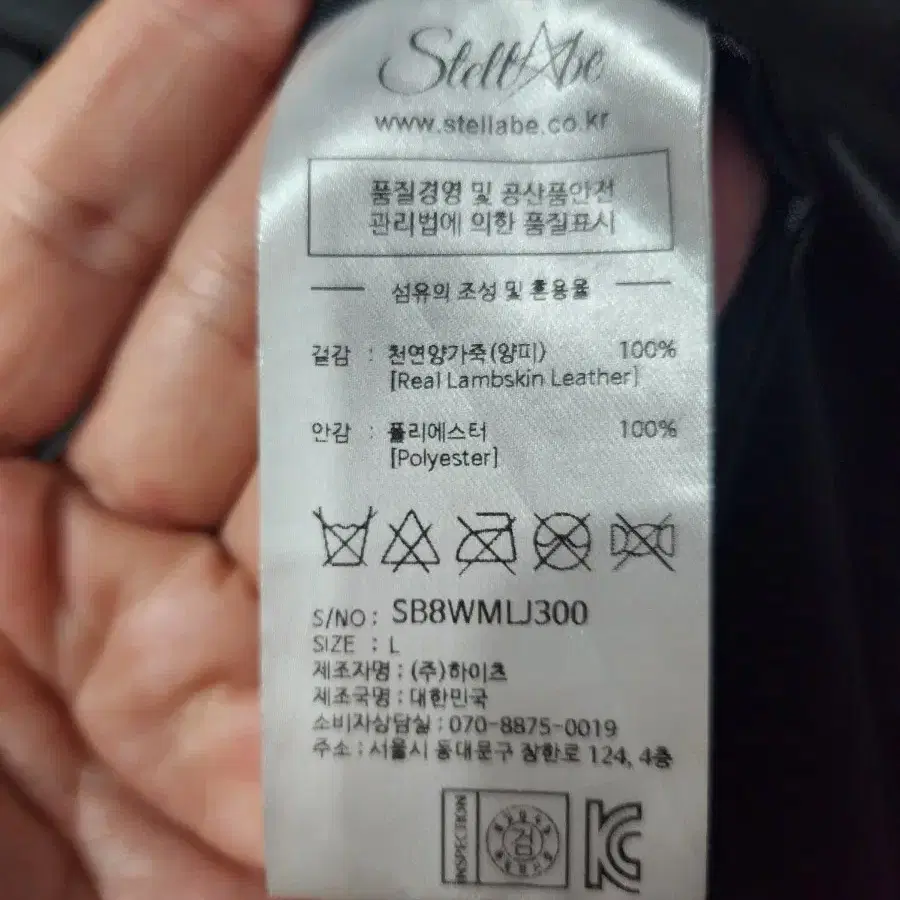 StellAbe
www.stellabe.co.kr
품질경영 및 공산품안전
관리법에 의한 품질표시
섬유의 조성 및 혼용율
겉감 : 천연양가죽(양피) 100%
[Real Lambskin Leather]
안감 : 폴리에스터 100%
[Polyester]
S/NO : SB8WMLJ300
SIZE : L
제조자명 : (주)하이츠
제조국명 : 대한민국
소비자상담실 : 070-8875-0019
주소 : 서울시 동대문구 장한로 124, 4층
INSPECTION
검
KC